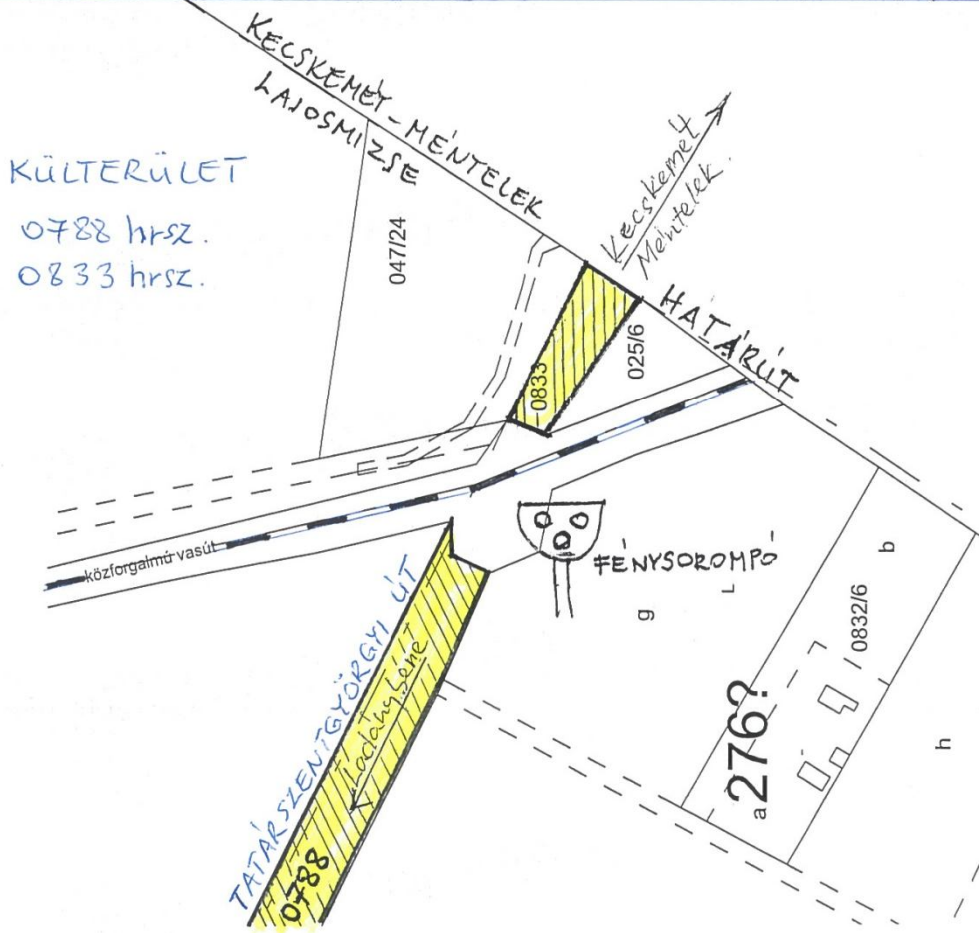 KECSKEMÉT-MÉNTELEK
LAJOSMIZSE
Kecskemét
Méntelek.
KÜLTERÜLET
0788 hrsz.
0833 hrsz.
047/24
HATÁRÚT
025/6
0833
közforgalmú vasút
FÉNYSOROMPÓ
TATÁRSZENTGYÖRGYI ÚT
Ladánybene
0788
g
L
b
0832/6
a 276?
h